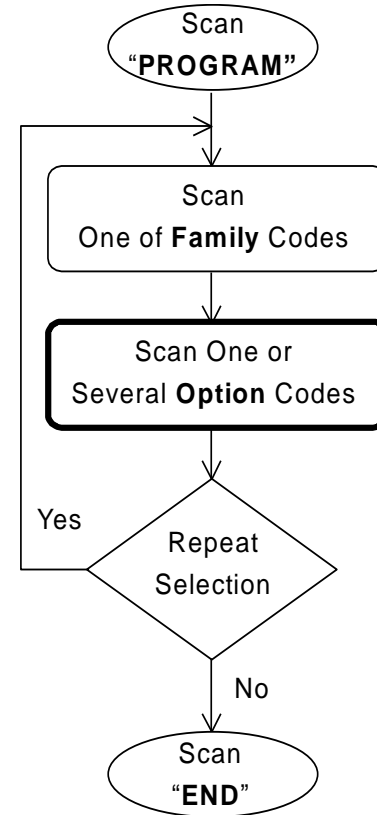 Scan
“PROGRAM”
Scan
One of Family Codes
Scan One or
Several Option Codes
Yes
Repeat
Selection
No
Scan
“END”